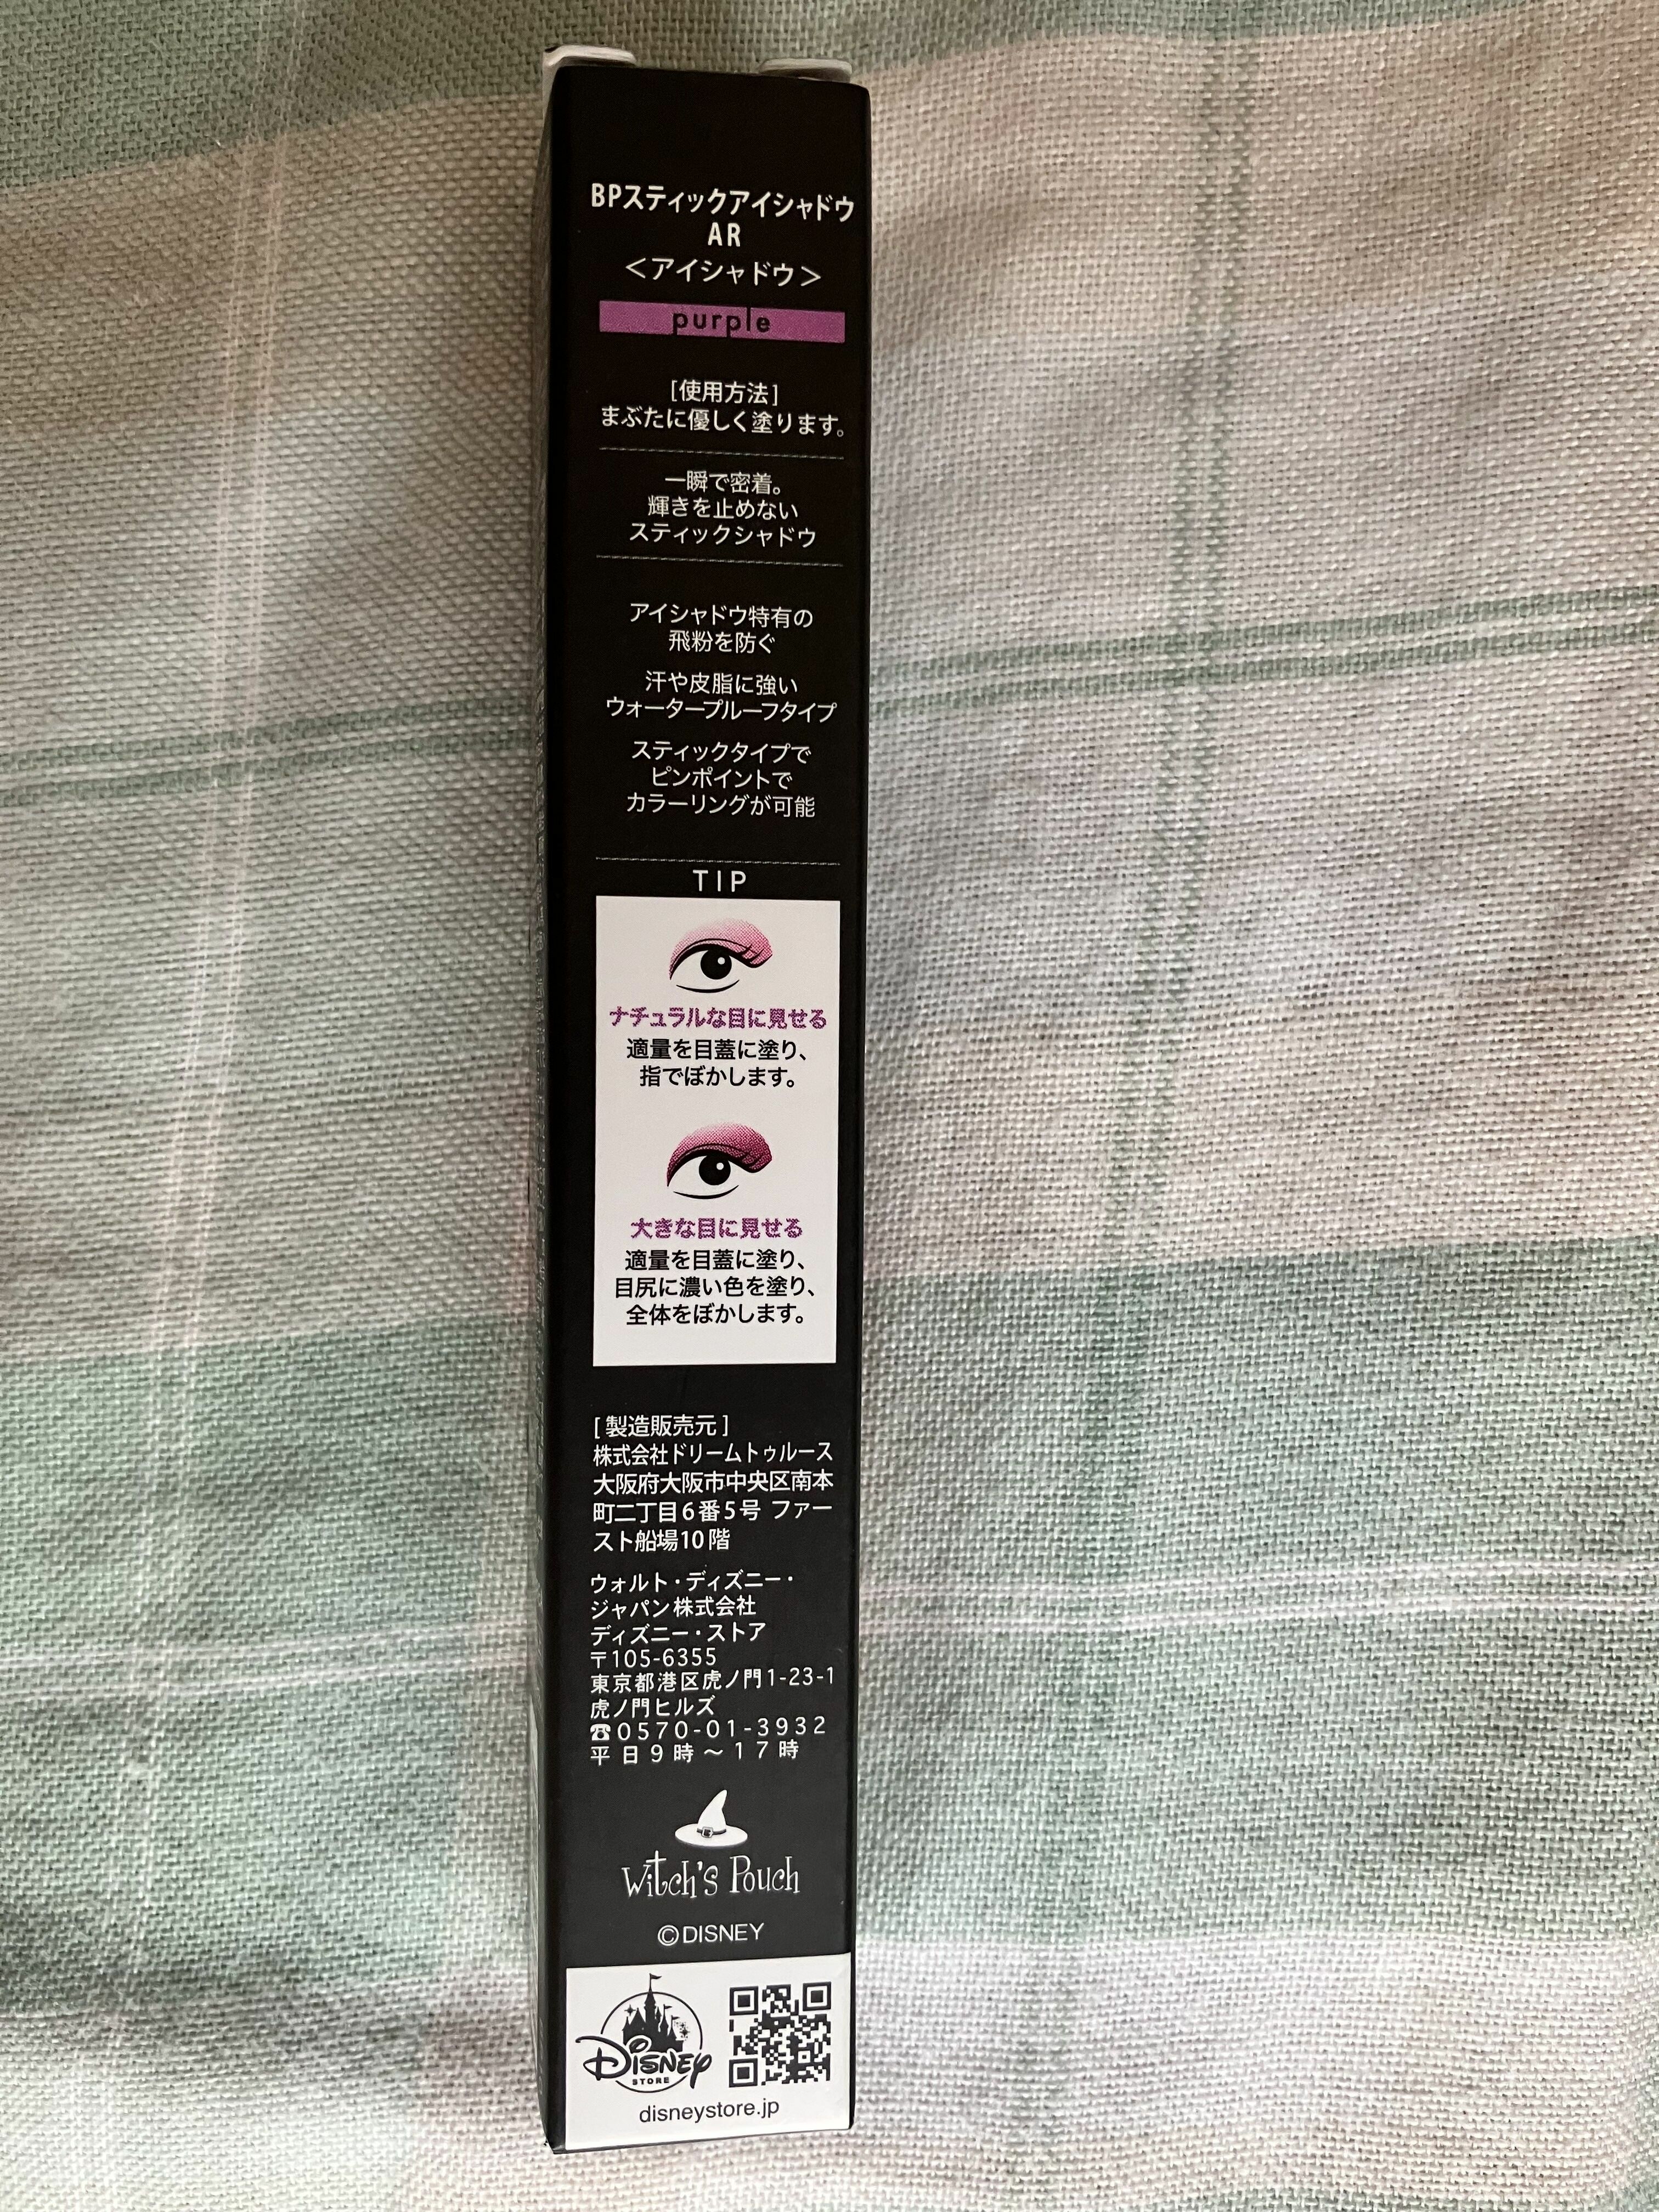 BPスティックアイシャドウ
AR
＜アイシャドウ＞
purple
[使用方法]
まぶたに優しく塗ります。
一瞬で密着。
輝きを止めない
スティックシャドウ
アイシャドウ特有の
飛粉を防ぐ
汗や皮脂に強い
ウォータープルーフタイプ
スティックタイプで
ピンポイントで
カラーリングが可能
TIP
ナチュラルな目に見せる
適量を目蓋に塗り、
指でぼかします。
大きな目に見せる
適量を目蓋に塗り、
目尻に濃い色を塗り、
全体をぼかします。
[製造販売元]
株式会社ドリームトゥルース
大阪府大阪市中央区南本
町二丁目6番5号 ファー
スト船場10階
ウォルト・ディズニー・
ジャパン株式会社
ディズニー・ストア
〒105-6355
東京都港区虎ノ門1-23-1
虎ノ門ヒルズ
☎0570-01-3932
平日9時～17時
Witch's Pouch
©DISNEY
DISNEY
STORE
disneystore.jp